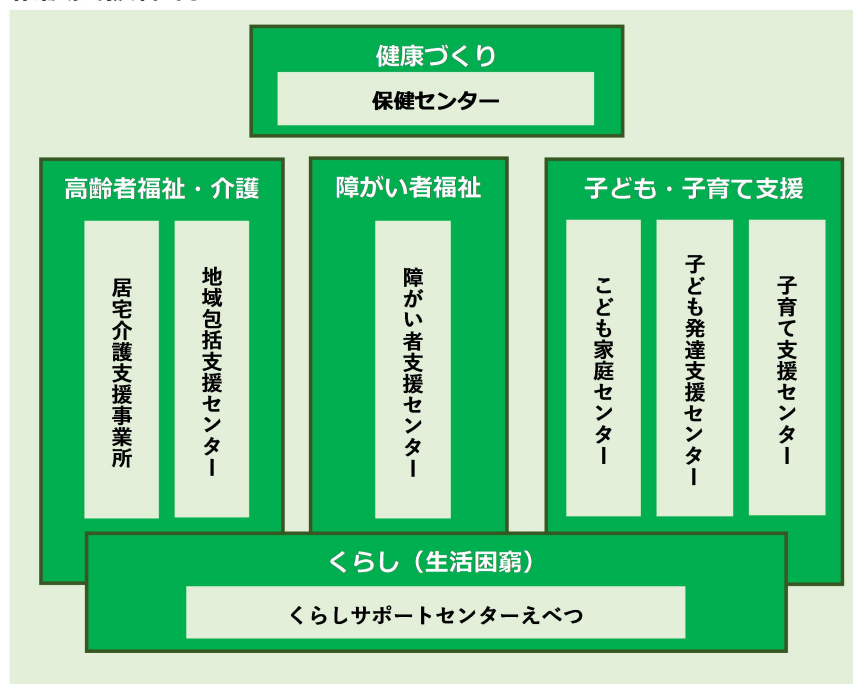 健康づくり
保健センター
高齢者福祉・介護
居宅介護支援事業所
地域包括支援センター
障がい者福祉
障がい者支援センター
子ども・子育て支援
こども家庭センター
子ども発達支援センター
子育て支援センター
くらし（生活困窮）
くらしサポートセンターえべつ